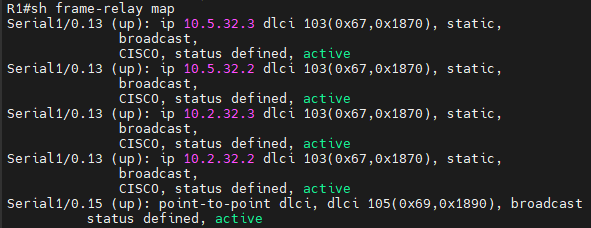 R1#sh frame-relay map
Serial1/0.13 (up): ip 10.5.32.3 dlci 103(0x67,0x1870), static,
broadcast,
CISCO, status defined, active
Serial1/0.13 (up): ip 10.5.32.2 dlci 103(0x67,0x1870), static,
broadcast,
CISCO, status defined, active
Serial1/0.13 (up): ip 10.2.32.3 dlci 103(0x67,0x1870), static,
broadcast,
CISCO, status defined, active
Serial1/0.13 (up): ip 10.2.32.2 dlci 103(0x67,0x1870), static,
broadcast,
CISCO, status defined, active
Serial1/0.15 (up): point-to-point dlci, dlci 105(0x69,0x1890), broadcast
status defined, active